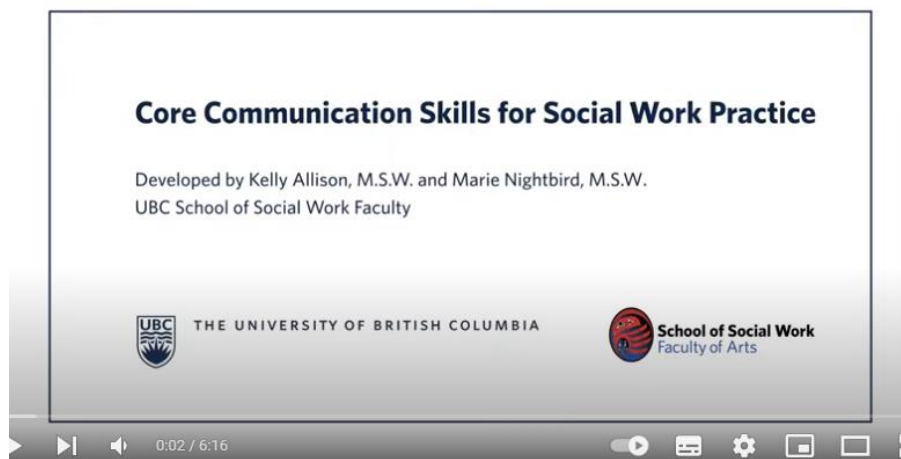 Core Communication Skills for Social Work Practice
Developed by Kelly Allison, M.S.W. and Marie Nightbird, M.S.W.
UBC School of Social Work Faculty
UBC
THE UNIVERSITY OF BRITISH COLUMBIA
School of Social Work
Faculty of Arts
0:02 / 6:16